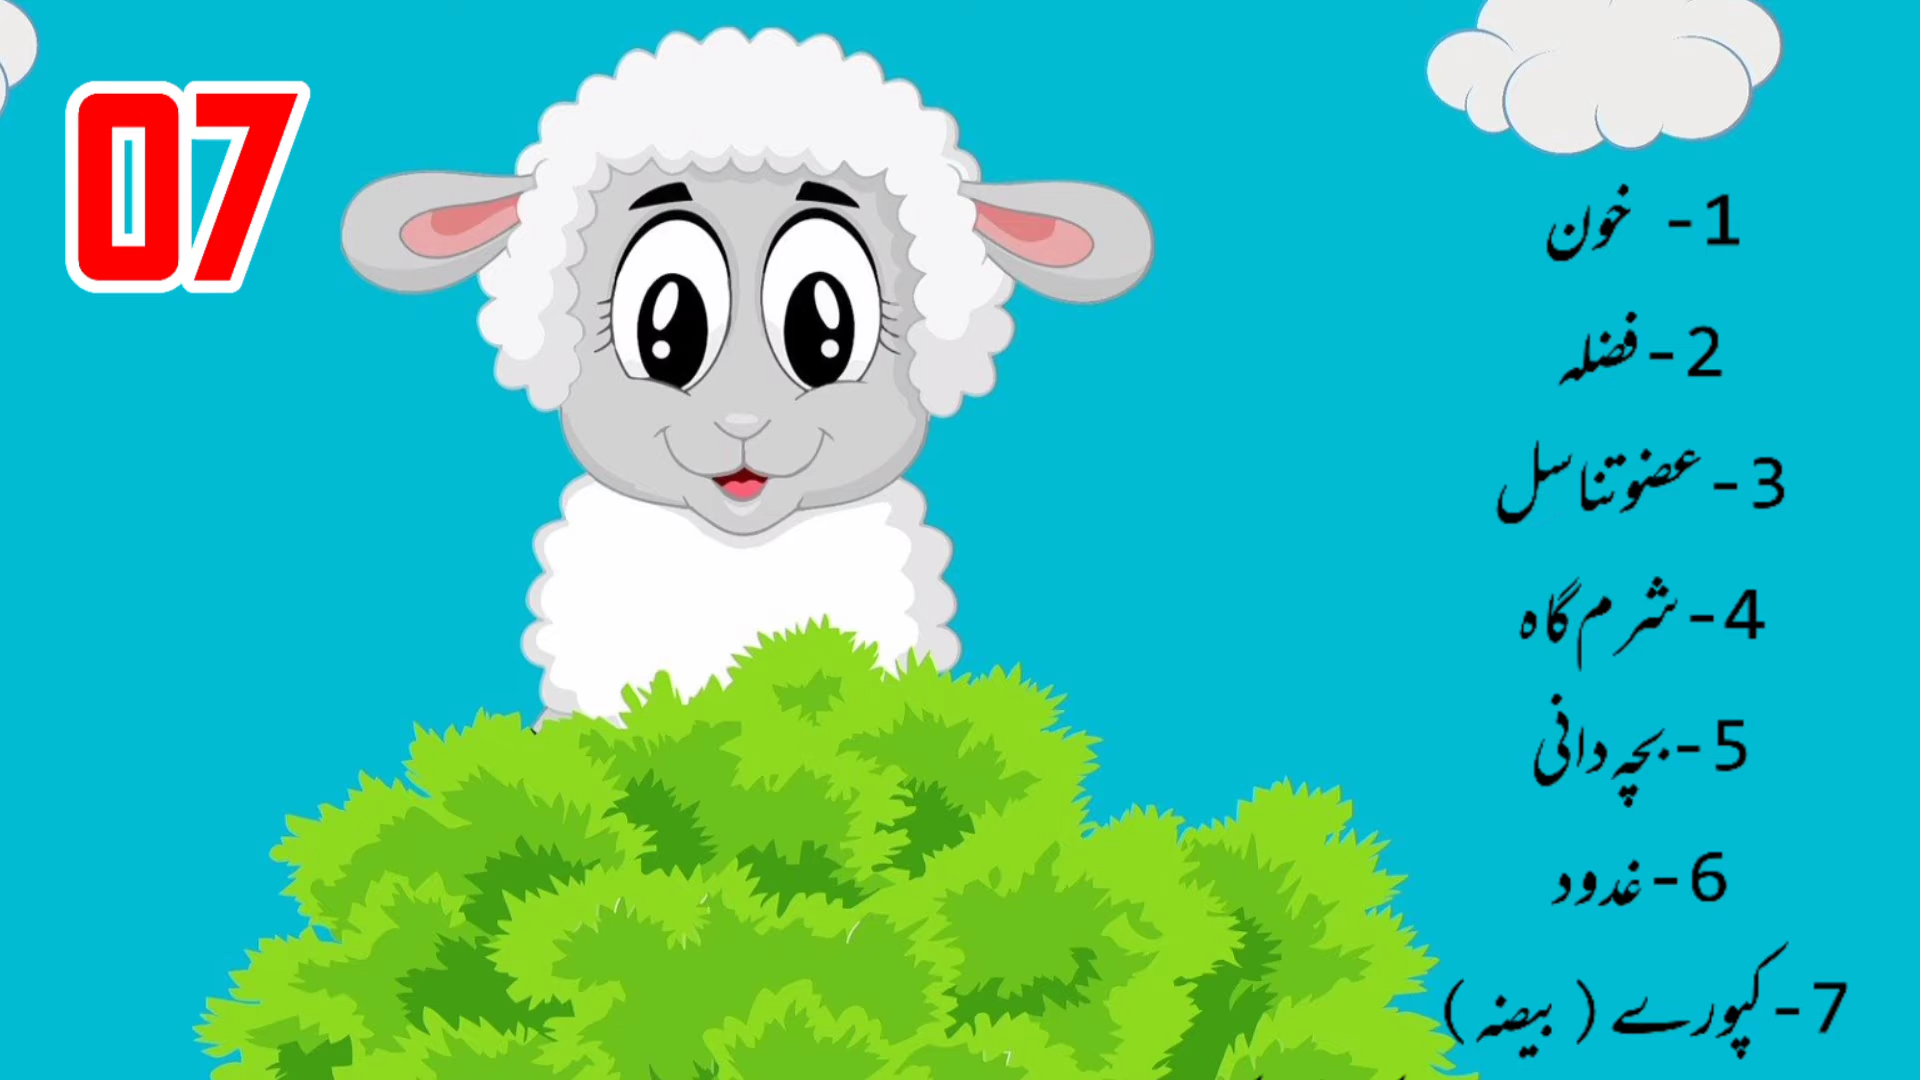 07
1- خون
2- فضلہ
3- عضو تناسل
4- شرم گاہ
5- بچہ دانی
6- غدود
7- کپورے ( بیضہ )